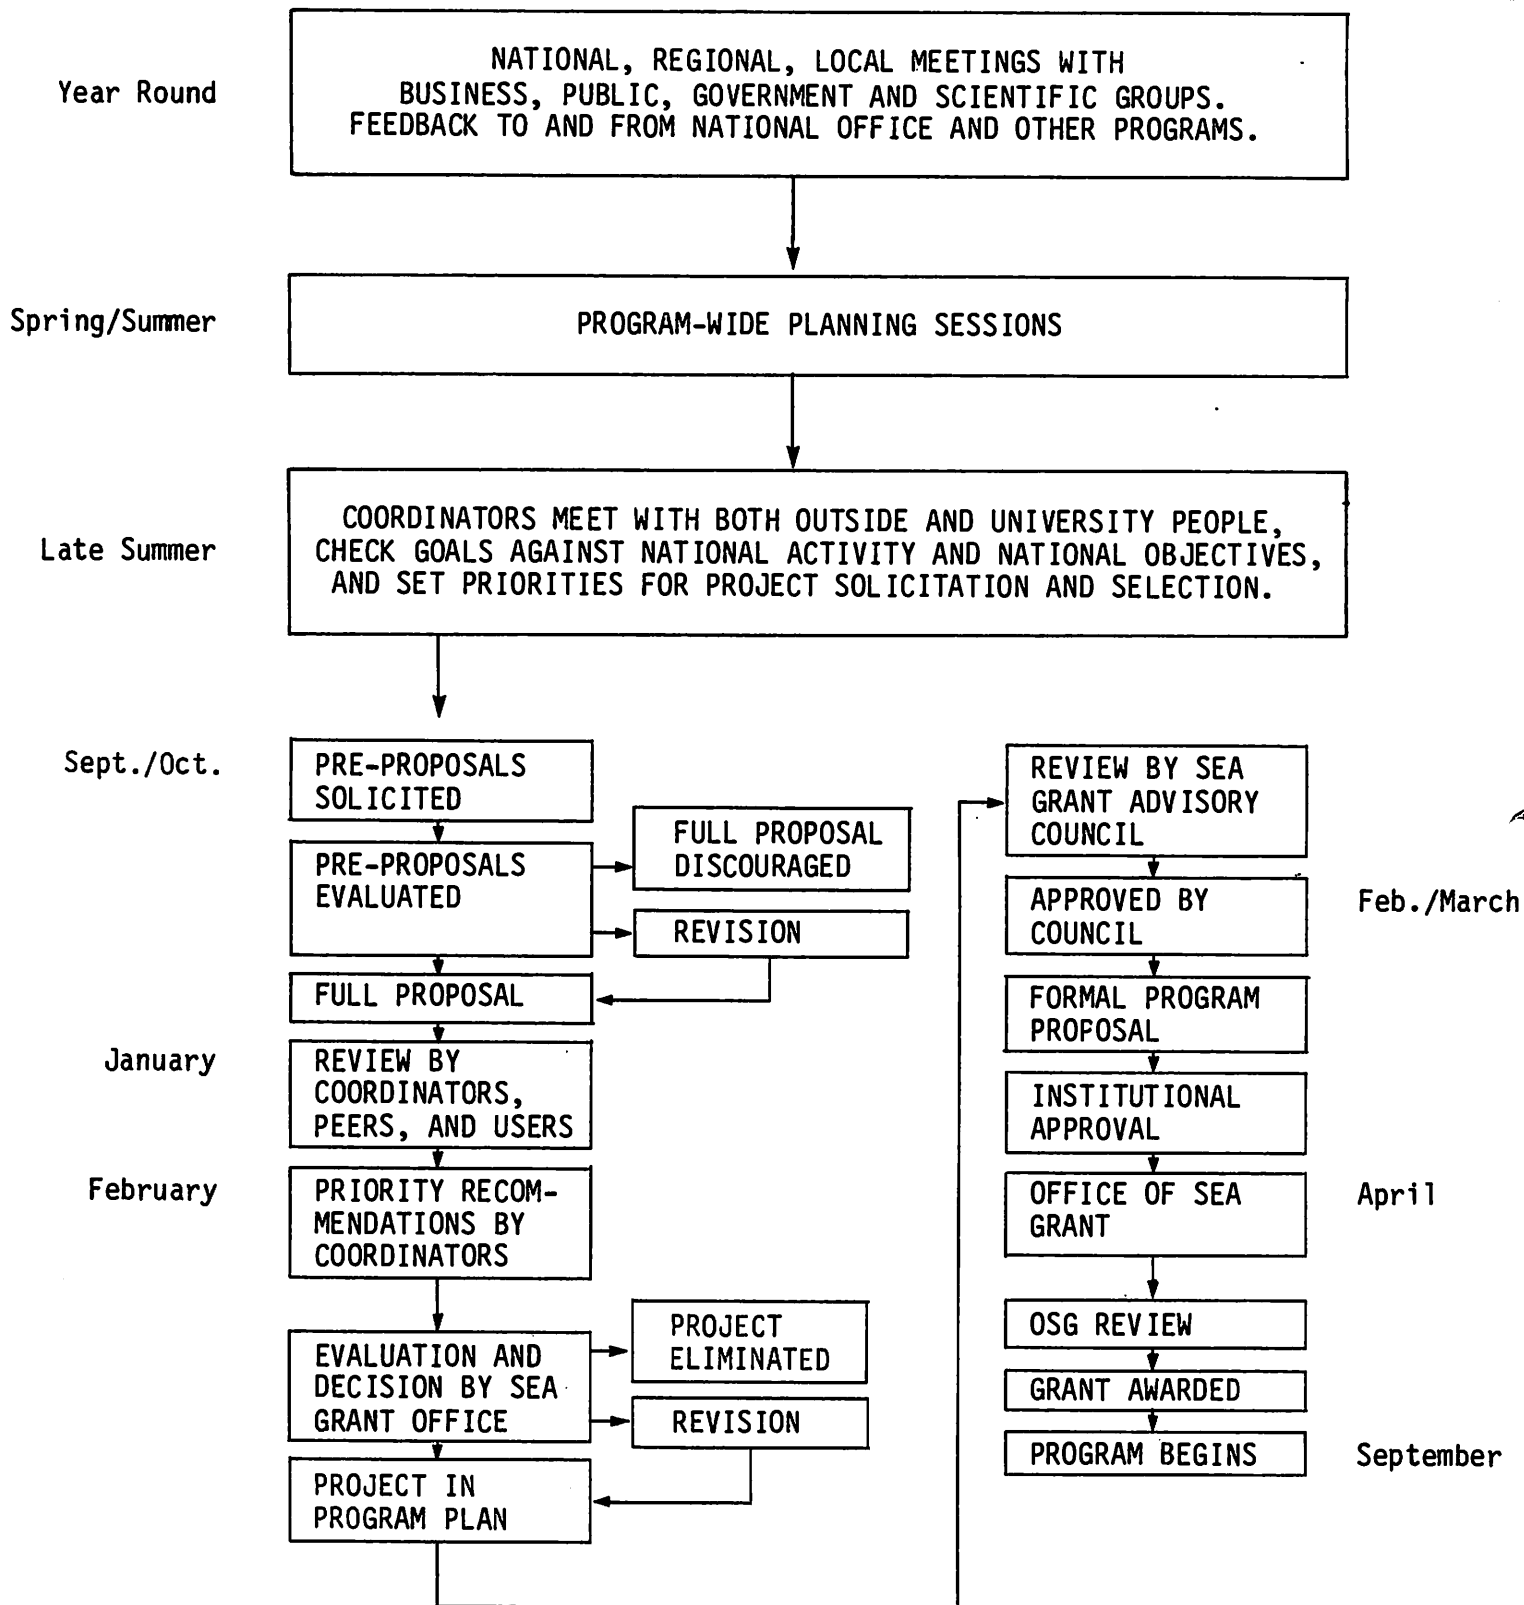 Year Round
NATIONAL, REGIONAL, LOCAL MEETINGS WITH
BUSINESS, PUBLIC, GOVERNMENT AND SCIENTIFIC GROUPS.
FEEDBACK TO AND FROM NATIONAL OFFICE AND OTHER PROGRAMS.
Spring/Summer
PROGRAM-WIDE PLANNING SESSIONS
Late Summer
COORDINATORS MEET WITH BOTH OUTSIDE AND UNIVERSITY PEOPLE,
CHECK GOALS AGAINST NATIONAL ACTIVITY AND NATIONAL OBJECTIVES,
AND SET PRIORITIES FOR PROJECT SOLICITATION AND SELECTION.
Sept./Oct.
PRE-PROPOSALS
SOLICITED
PRE-PROPOSALS
EVALUATED
FULL PROPOSAL
DISCOURAGED
REVISION
FULL PROPOSAL
January
REVIEW BY
COORDINATORS,
PEERS, AND USERS
February
PRIORITY RECOM-
MENDATIONS BY
COORDINATORS
EVALUATION AND
DECISION BY SEA
GRANT OFFICE
PROJECT
ELIMINATED
REVISION
PROJECT IN
PROGRAM PLAN
REVIEW BY SEA
GRANT ADVISORY
COUNCIL
APPROVED BY
COUNCIL
Feb./March
FORMAL PROGRAM
PROFOSAL
INSTITUTIONAL
APPROVAL
OFFICE OF SEA
GRANT
April
OSG REVIEW
GRANT AWARDED
PROGRAM BEGINS
September